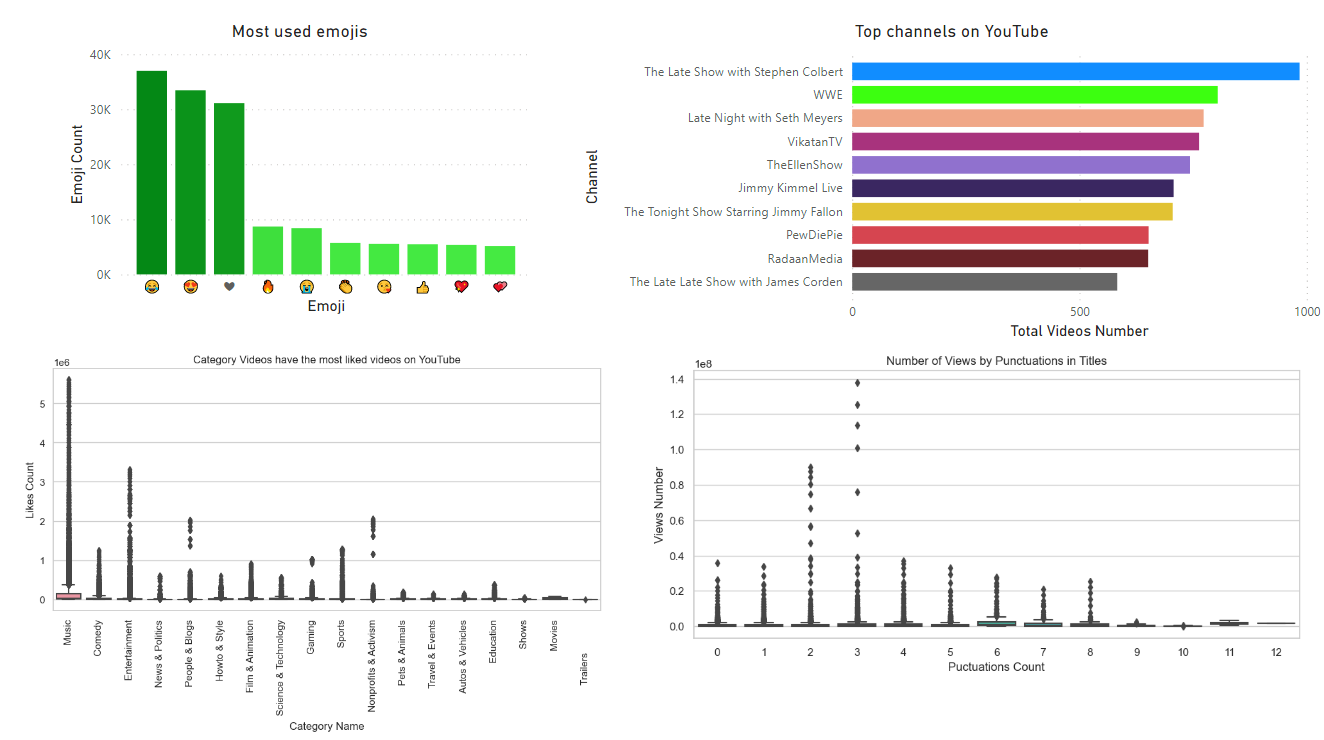 Most used emojis
40K
30K
20K
10K
0K
Emoji Count
😂 😍 ♥ 🔥 😭 👏 😘 👍 💖 💕
Emoji
Top channels on YouTube
Channel
The Late Show with Stephen Colbert
WWE
Late Night with Seth Meyers
VikatanTV
TheEllenShow
Jimmy Kimmel Live
The Tonight Show Starring Jimmy Fallon
PewDiePie
RadaanMedia
The Late Late Show with James Corden
0 500 1000
Total Videos Number
Category Videos have the most liked videos on YouTube
1e6
5
4
3
2
1
0
Likes Count
Music
Comedy
Entertainment
News & Politics
People & Blogs
Howto & Style
Film & Animation
Science & Technology
Gaming
Sports
Nonprofits & Activism
Pets & Animals
Travel & Events
Autos & Vehicles
Education
Shows
Movies
Trailers
Category Name
Number of Views by Punctuations in Titles
1e8
1.4
1.2
1.0
0.8
0.6
0.4
0.2
0.0
Views Number
0 1 2 3 4 5 6 7 8 9 10 11 12
Puctuations Count